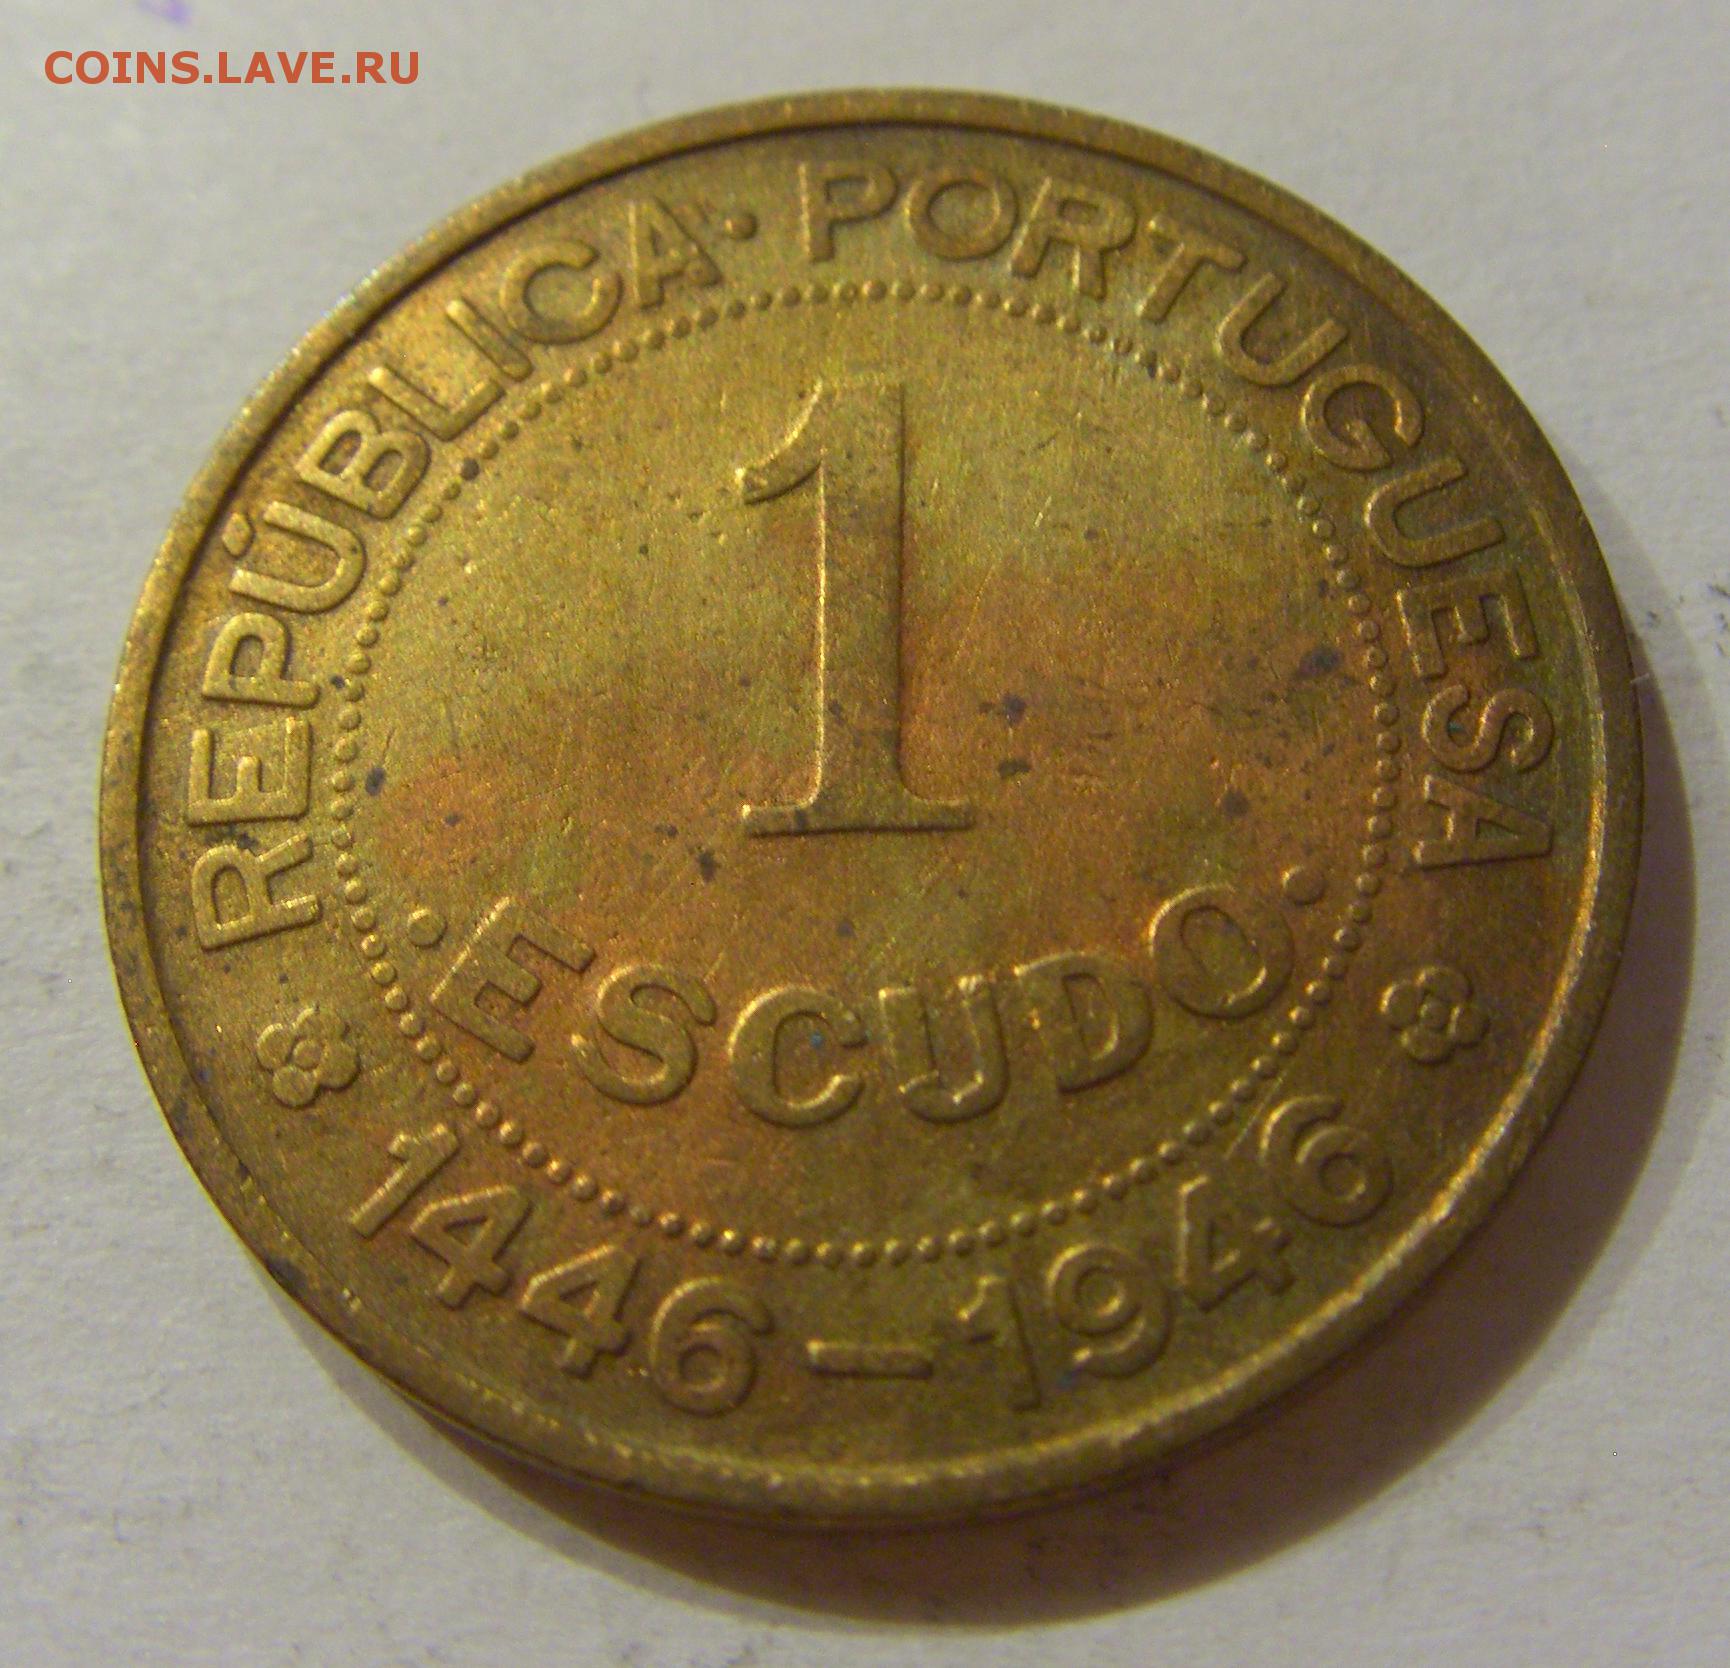 COINS.LAVE.RU
REPÚBLICA · PORTUGUESA
1
· ESCUDO ·
1446–1946